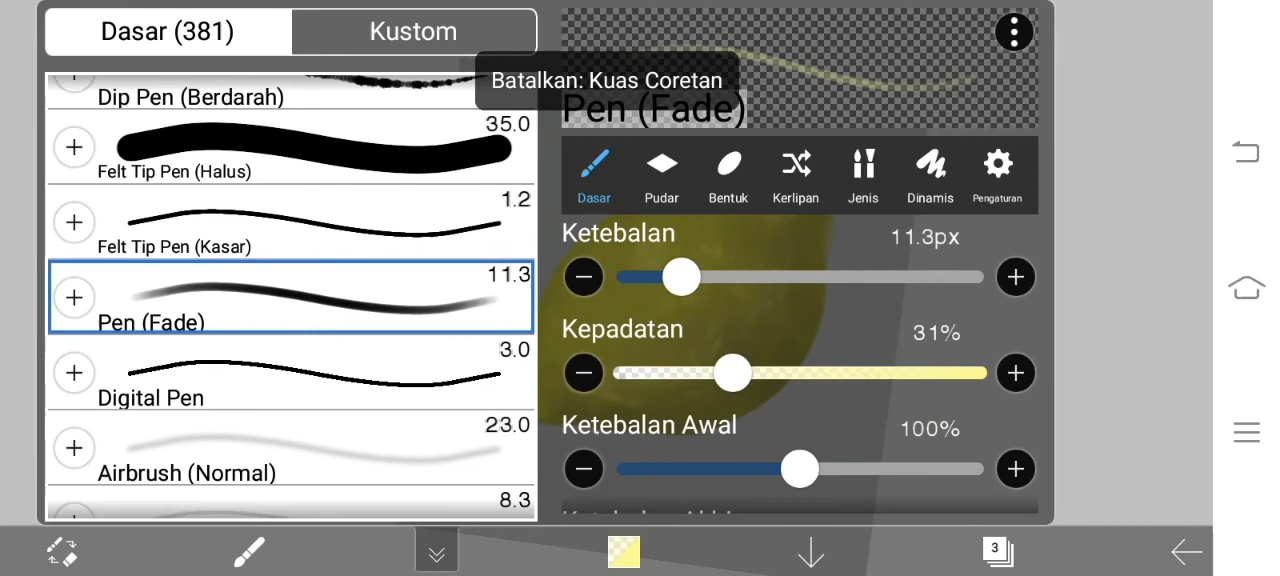 Dasar (381)
Kustom
Batalkan: Kuas Coretan
Dip Pen (Berdarah)
35.0
Felt Tip Pen (Halus)
1.2
Felt Tip Pen (Kasar)
11.3
Pen (Fade)
3.0
Digital Pen
23.0
Airbrush (Normal)
8.3
Pen (Fade)
Dasar
Pudar
Bentuk
Kerlipan
Jenis
Dinamis
Pengaturan
Ketebalan
11.3px
Kepadatan
31%
Ketebalan Awal
100%
3